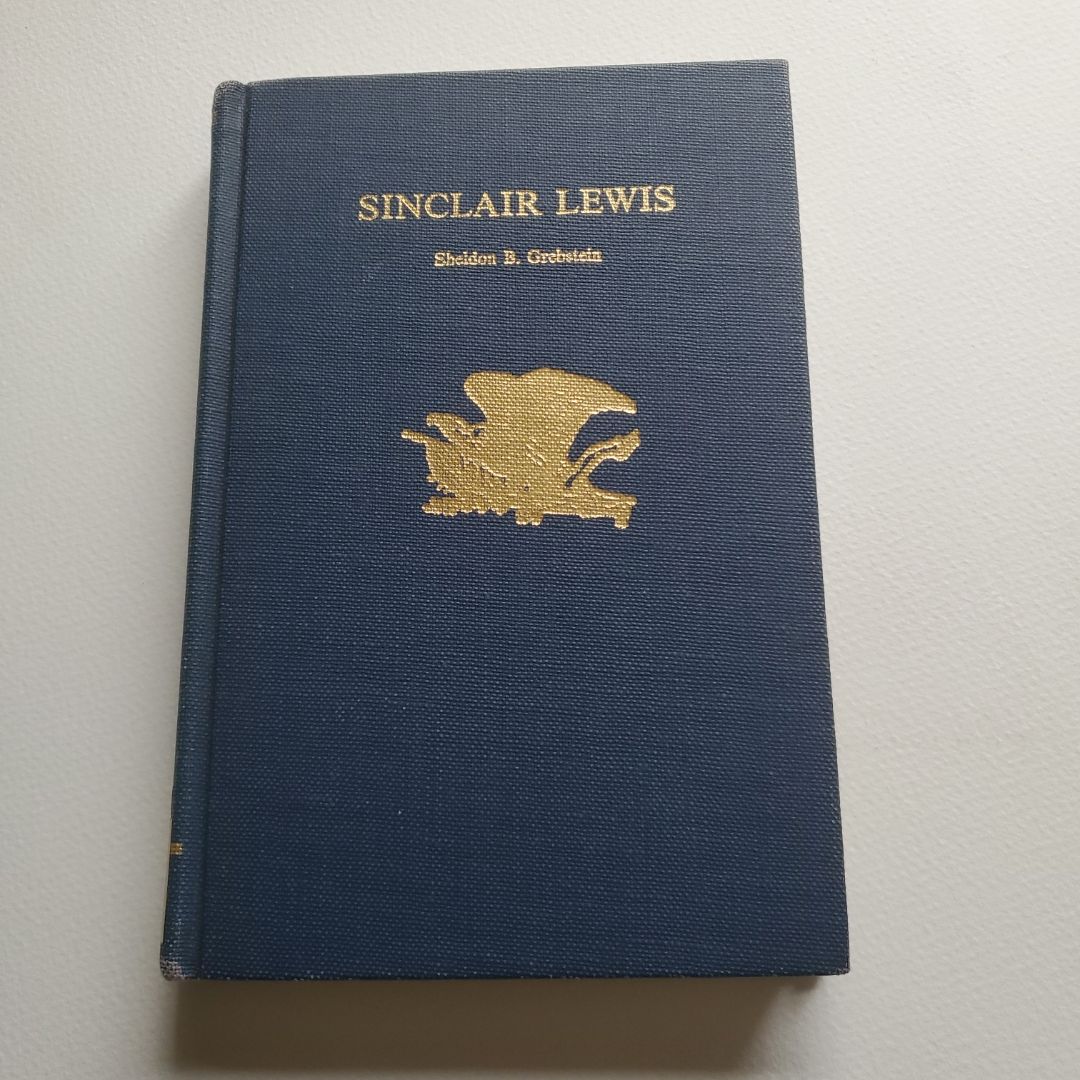 SINCLAIR LEWIS
Sheldon B. Grebstein